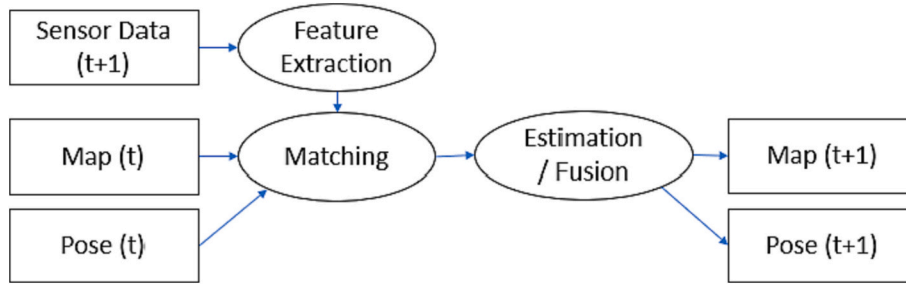 Sensor Data
(t+1)
Feature
Extraction
Map (t)
Matching
Estimation
/ Fusion
Map (t+1)
Pose (t)
Pose (t+1)